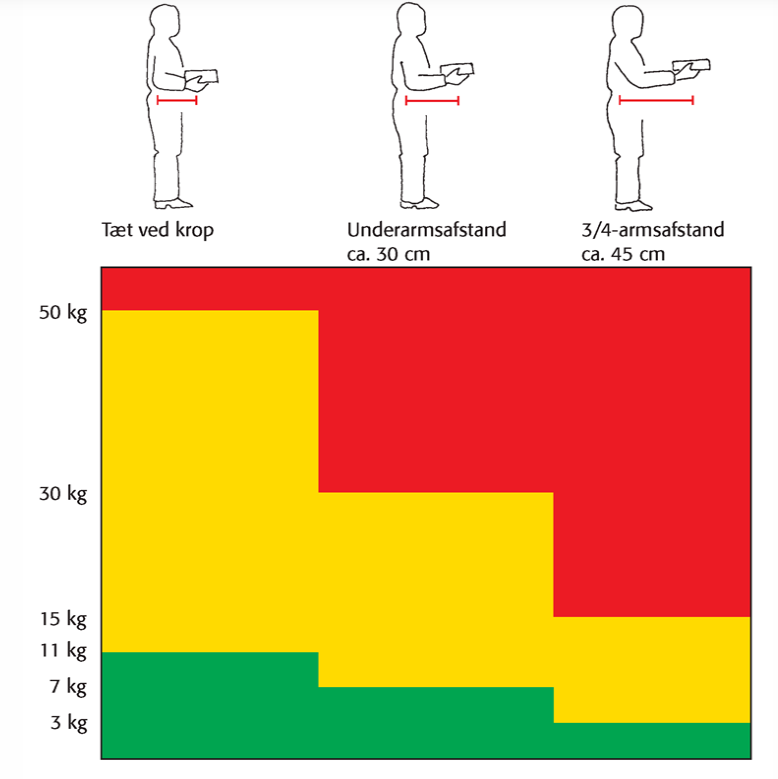 Tæt ved krop
Underarmsafstand
ca. 30 cm
3/4-armsafstand
ca. 45 cm
50 kg
30 kg
15 kg
11 kg
7 kg
3 kg